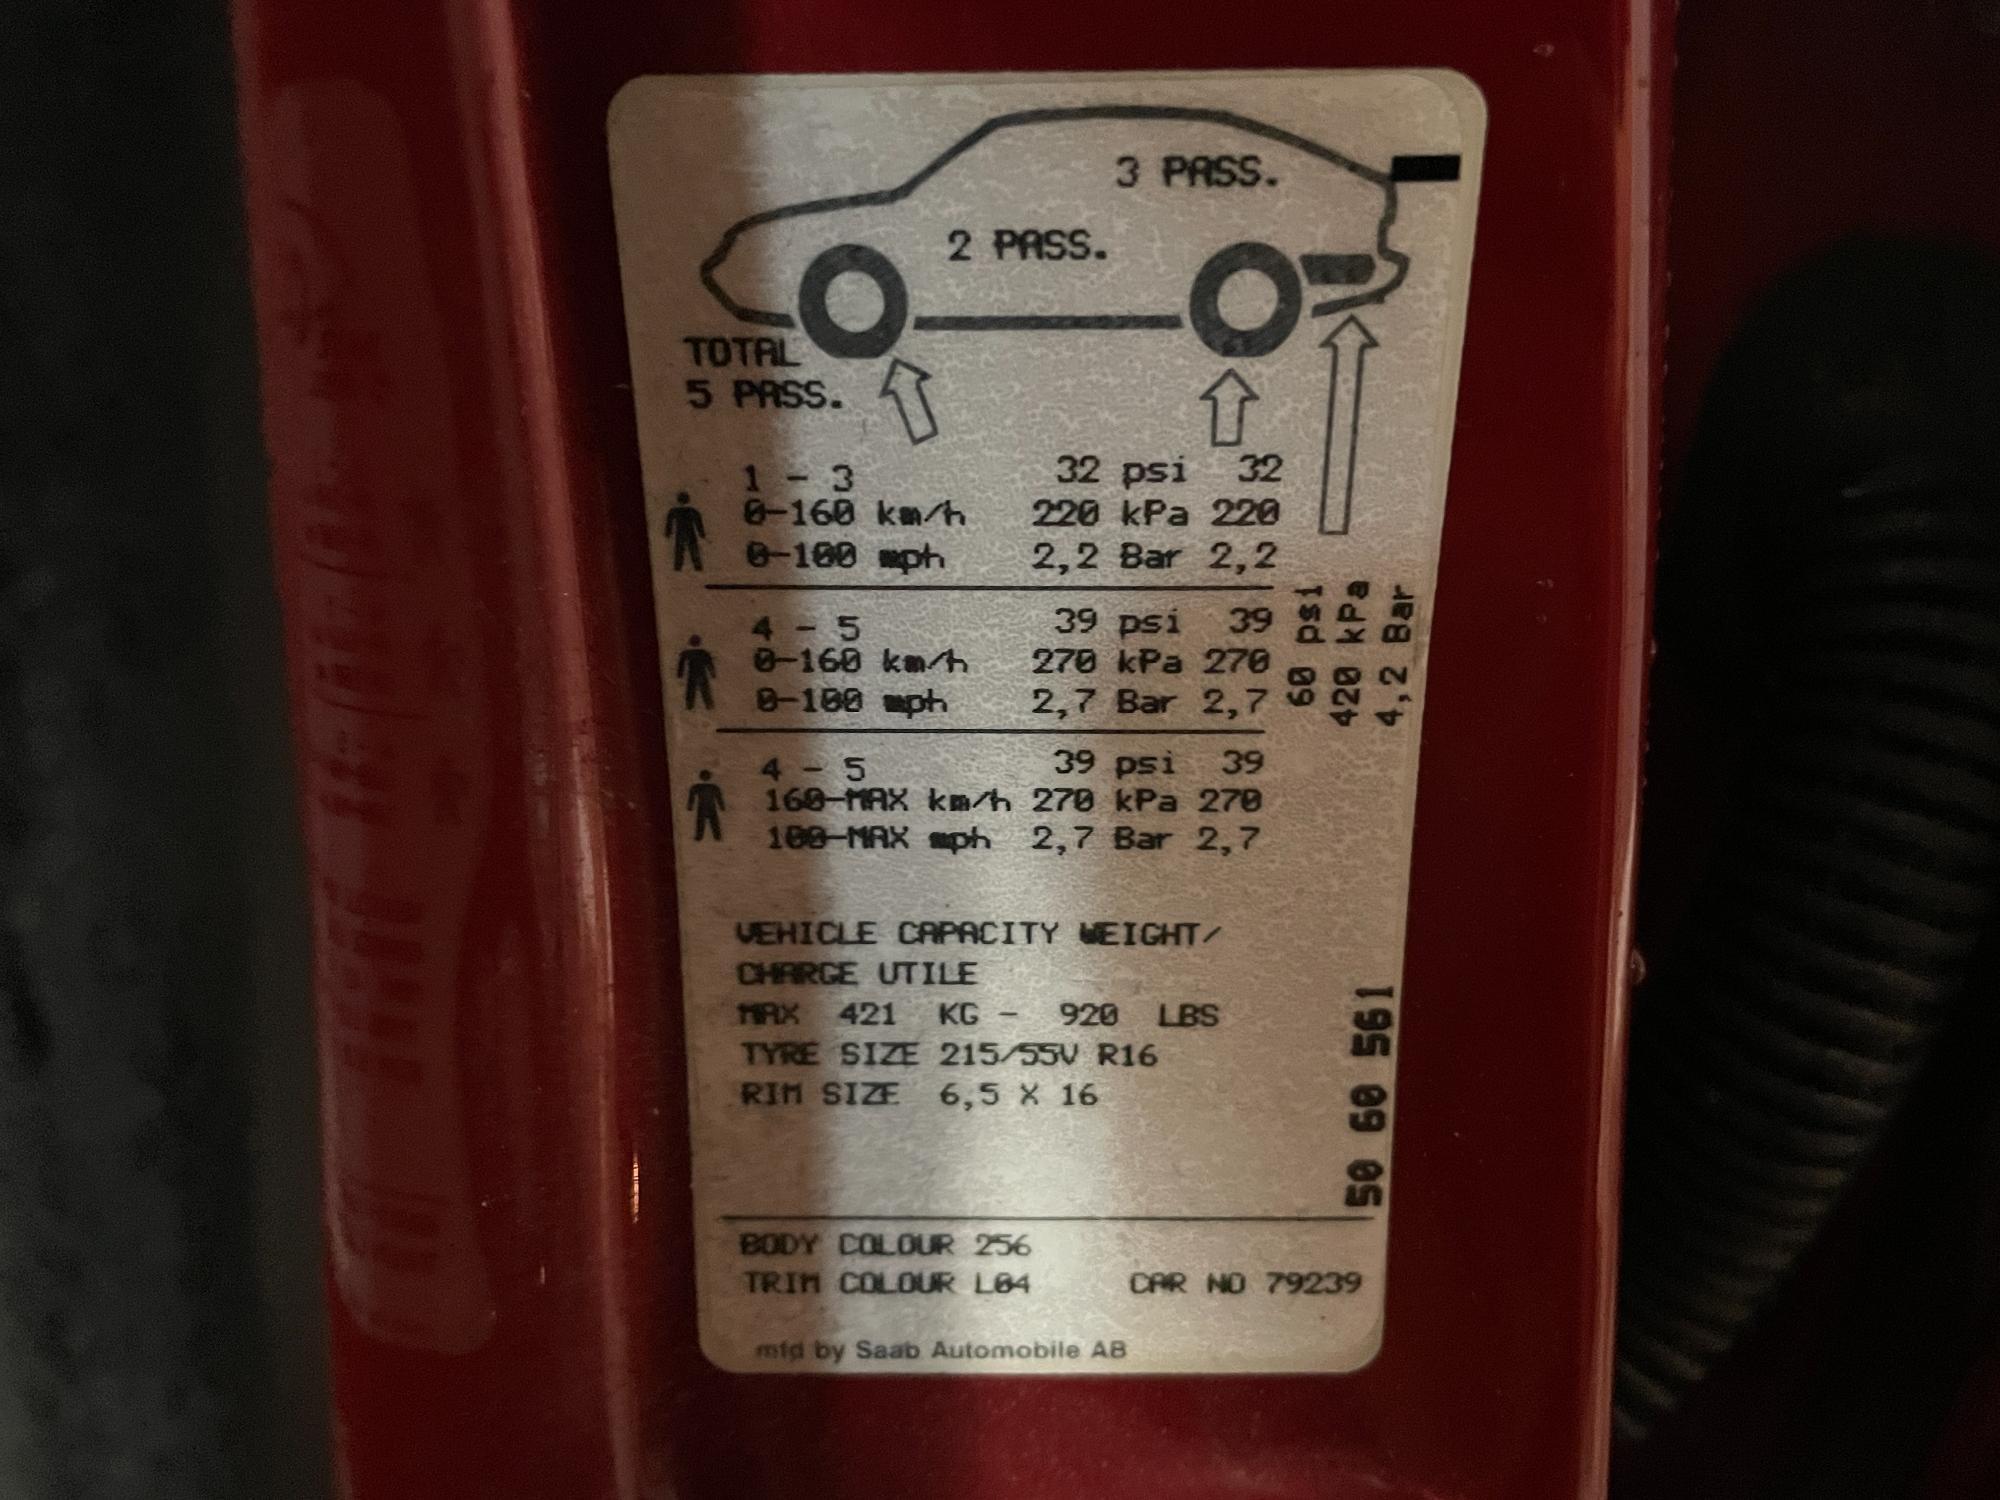 3 PASS.
2 PASS.
TOTAL
5 PASS.
1 - 3 32 psi 32
0-160 km/h 220 kPa 220
0-100 mph 2,2 Bar 2,2
4 - 5 39 psi 39
0-160 km/h 270 kPa 270
0-100 mph 2,7 Bar 2,7
4 - 5 39 psi 39
160-MAX km/h 270 kPa 270
100-MAX mph 2,7 Bar 2,7
60 psi
420 kPa
4,2 Bar
VEHICLE CAPACITY WEIGHT/
CHARGE UTILE
MAX 421 KG - 920 LBS
TYRE SIZE 215/55V R16
RIM SIZE 6,5 X 16
50 60 561
BODY COLOUR 256
TRIM COLOUR L04 CAR NO 79239
mfd by Saab Automobile AB